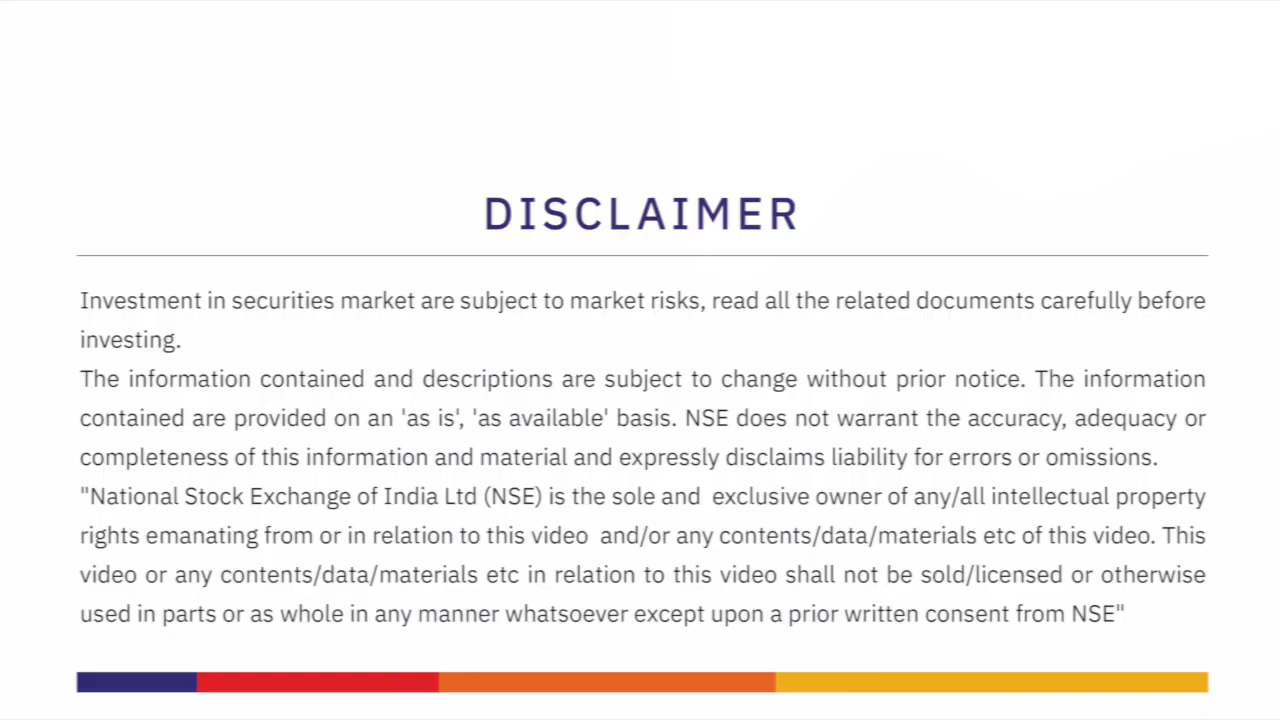 DISCLAIMER
Investment in securities market are subject to market risks, read all the related documents carefully before
investing.
The information contained and descriptions are subject to change without prior notice. The information
contained are provided on an 'as is', 'as available' basis. NSE does not warrant the accuracy, adequacy or
completeness of this information and material and expressly disclaims liability for errors or omissions.
"National Stock Exchange of India Ltd (NSE) is the sole and  exclusive owner of any/all intellectual property
rights emanating from or in relation to this video  and/or any contents/data/materials etc of this video. This
video or any contents/data/materials etc in relation to this video shall not be sold/licensed or otherwise
used in parts or as whole in any manner whatsoever except upon a prior written consent from NSE"